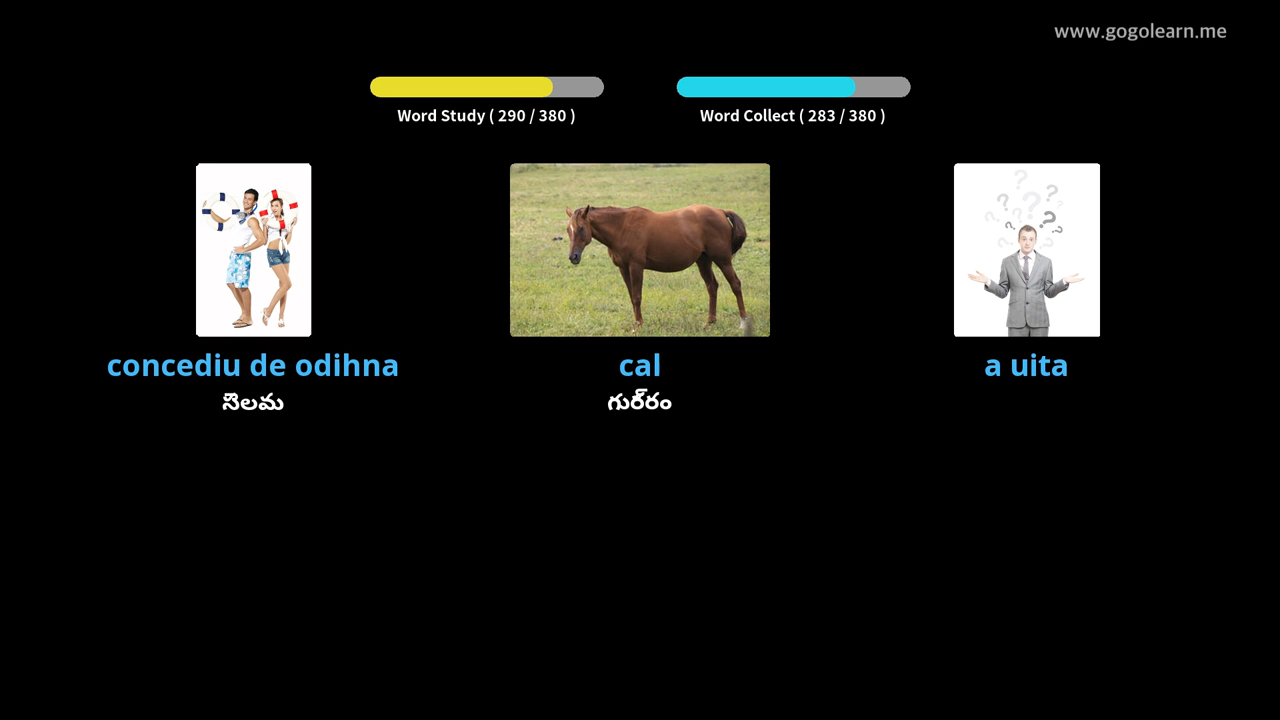 www.gogolearn.me
Word Study ( 290 / 380 )
Word Collect ( 283 / 380 )
concediu de odihna
cal
a uita
సెలవు
గుర్రం